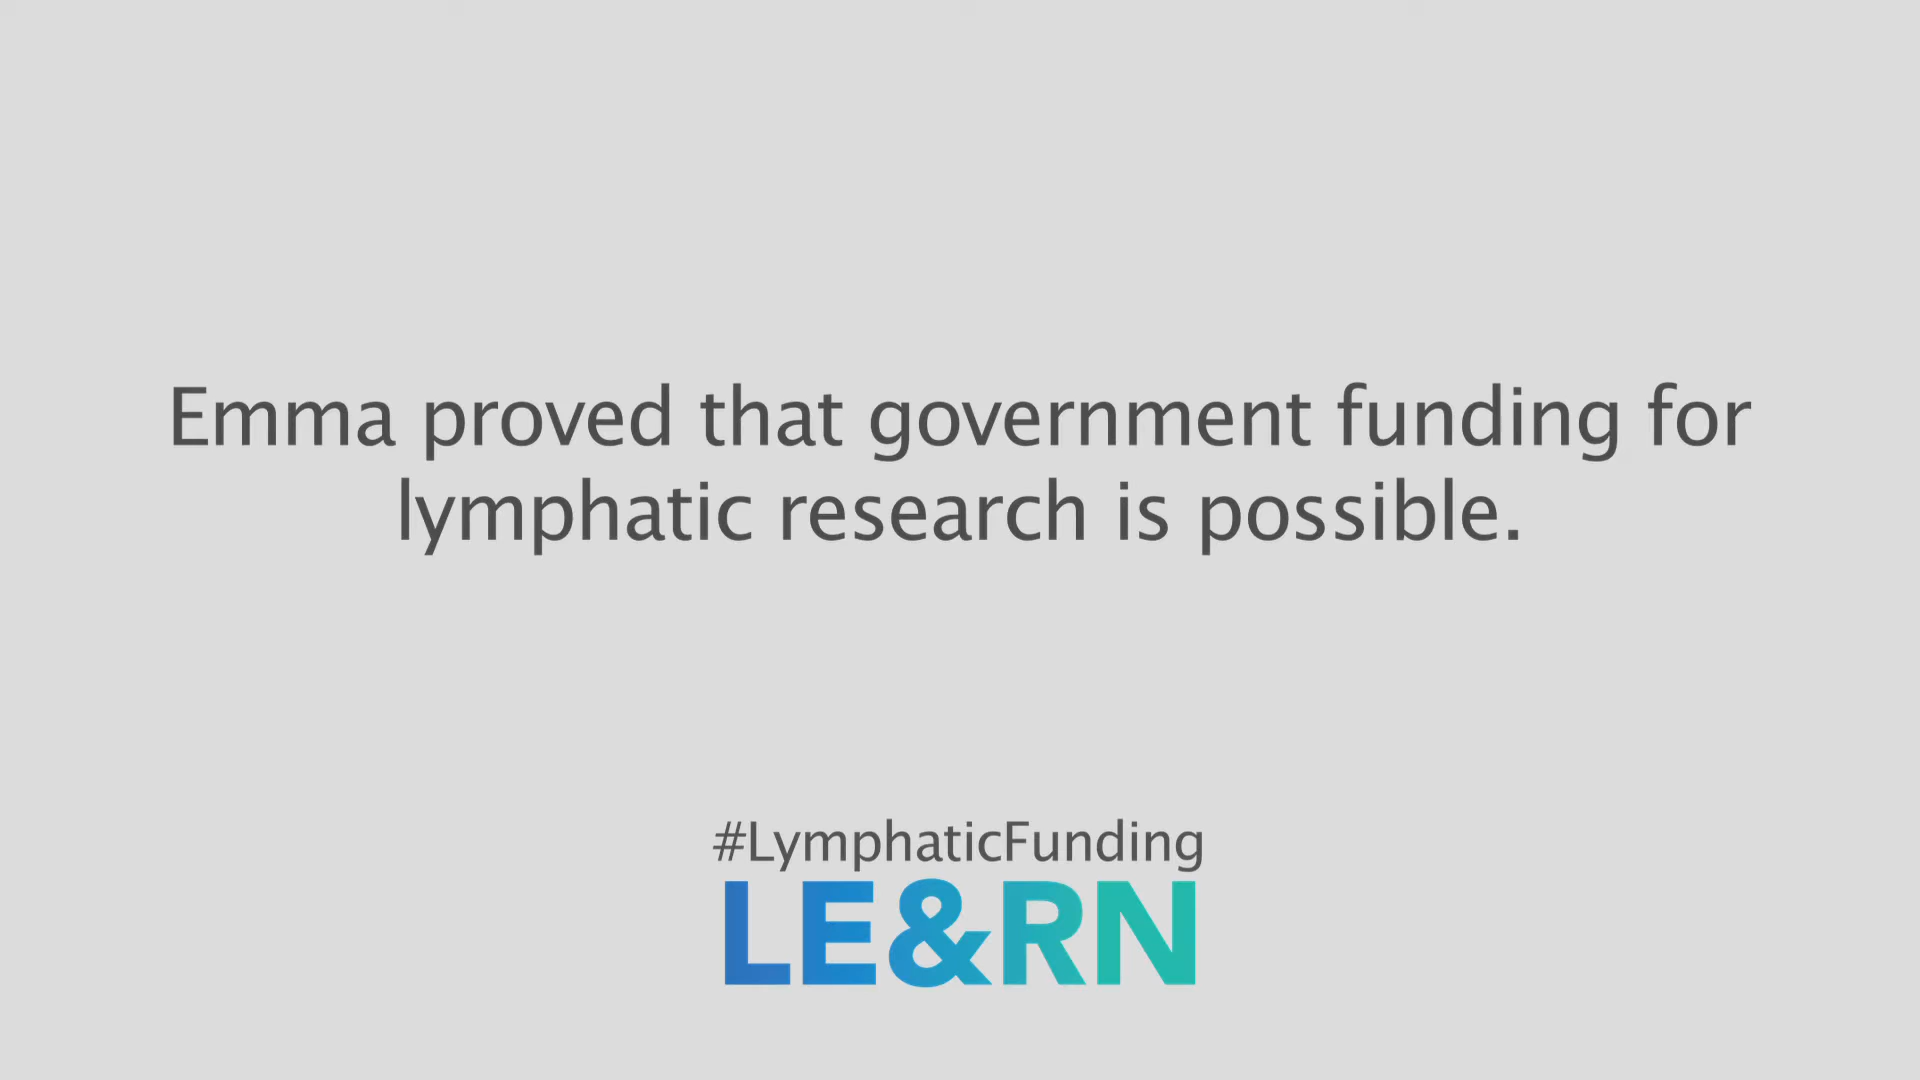 Emma proved that government funding for
lymphatic research is possible.
#LymphaticFunding
LE&RN